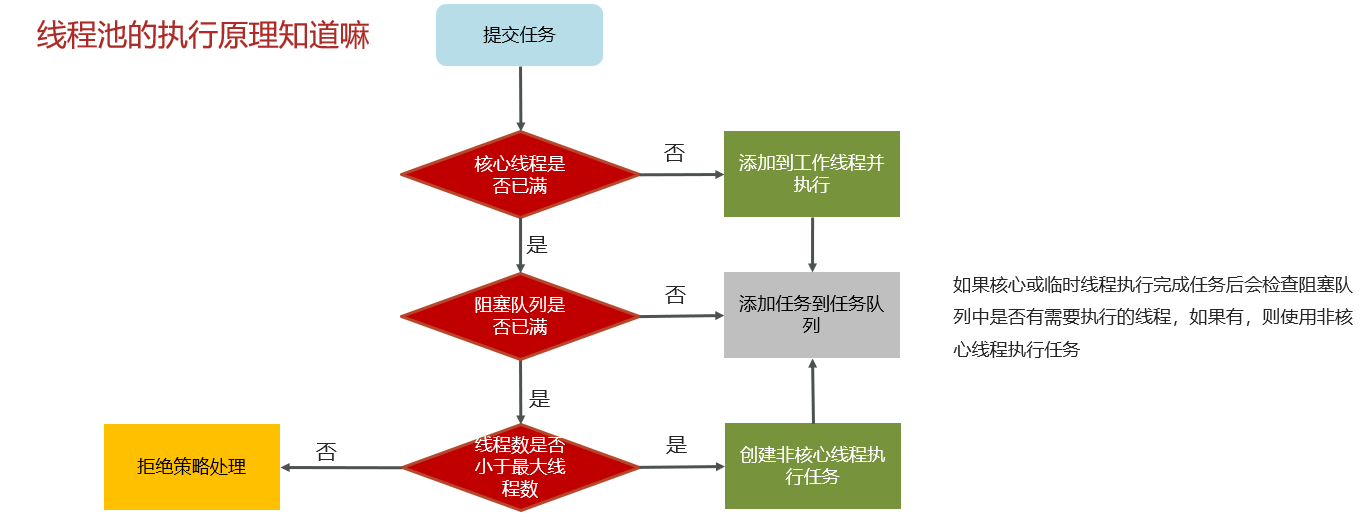 线程池的执行原理知道嘛
提交任务
核心线程是
否已满
否
添加到工作线程并
执行
是
阻塞队列是
否已满
否
添加任务到任务队
列
如果核心或临时线程执行完成任务后会检查阻塞队
列中是否有需要执行的线程，如果有，则使用非核
心线程执行任务
是
线程数是否
小于最大线
程数
否
拒绝策略处理
是
创建非核心线程执
行任务